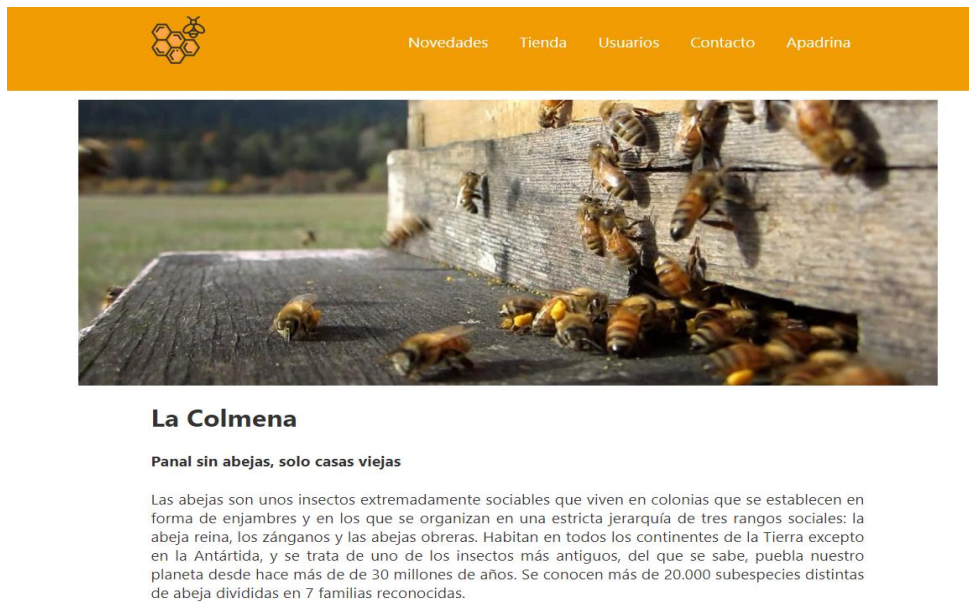 Novedades Tienda Usuarios Contacto Apadrina
La Colmena
Panal sin abejas, solo casas viejas
Las abejas son unos insectos extremadamente sociables que viven en colonias que se establecen en
forma de enjambres y en los que se organizan en una estricta jerarquía de tres rangos sociales: la
abeja reina, los zánganos y las abejas obreras. Habitan en todos los continentes de la Tierra excepto
en la Antártida, y se trata de uno de los insectos más antiguos, del que se sabe, puebla nuestro
planeta desde hace más de de 30 millones de años. Se conocen más de 20.000 subespecies distintas
de abeja divididas en 7 familias reconocidas.